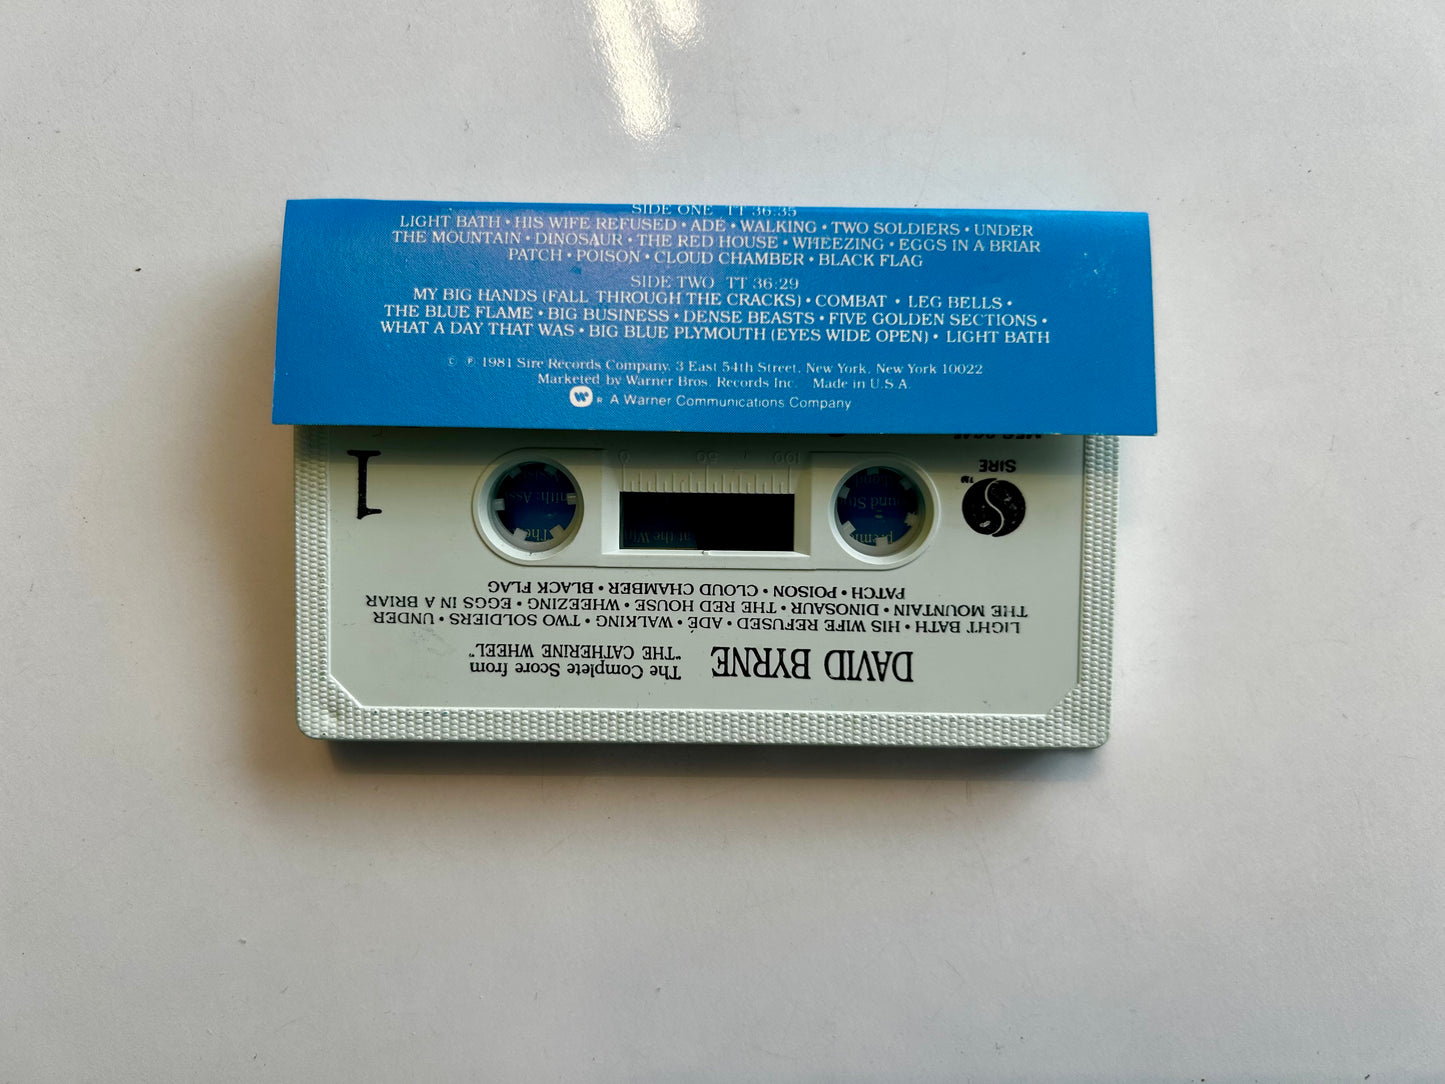 SIDE ONE TT 36:35
LIGHT BATH • HIS WIFE REFUSED • ADÉ • WALKING • TWO SOLDIERS • UNDER
THE MOUNTAIN • DINOSAUR • THE RED HOUSE • WHEEZING • EGGS IN A BRIAR
PATCH • POISON • CLOUD CHAMBER • BLACK FLAG
SIDE TWO TT 36:29
MY BIG HANDS (FALL THROUGH THE CRACKS) • COMBAT • LEG BELLS •
THE BLUE FLAME • BIG BUSINESS • DENSE BEASTS • FIVE GOLDEN SECTIONS •
WHAT A DAY THAT WAS • BIG BLUE PLYMOUTH (EYES WIDE OPEN) • LIGHT BATH
© ℗ 1981 Sire Records Company, 3 East 54th Street, New York, New York 10022
Marketed by Warner Bros. Records Inc. Made in U.S.A.
® A Warner Communications Company
DAVID BYRNE
The Complete Score from
"THE CATHERINE WHEEL"
LIGHT BATH • HIS WIFE REFUSED • ADÉ • WALKING • TWO SOLDIERS • UNDER
THE MOUNTAIN • DINOSAUR • THE RED HOUSE • WHEEZING • EGGS IN A BRIAR
PATCH • POISON • CLOUD CHAMBER • BLACK FLAG
SIRE
TM
1
0 50 100
at the Win